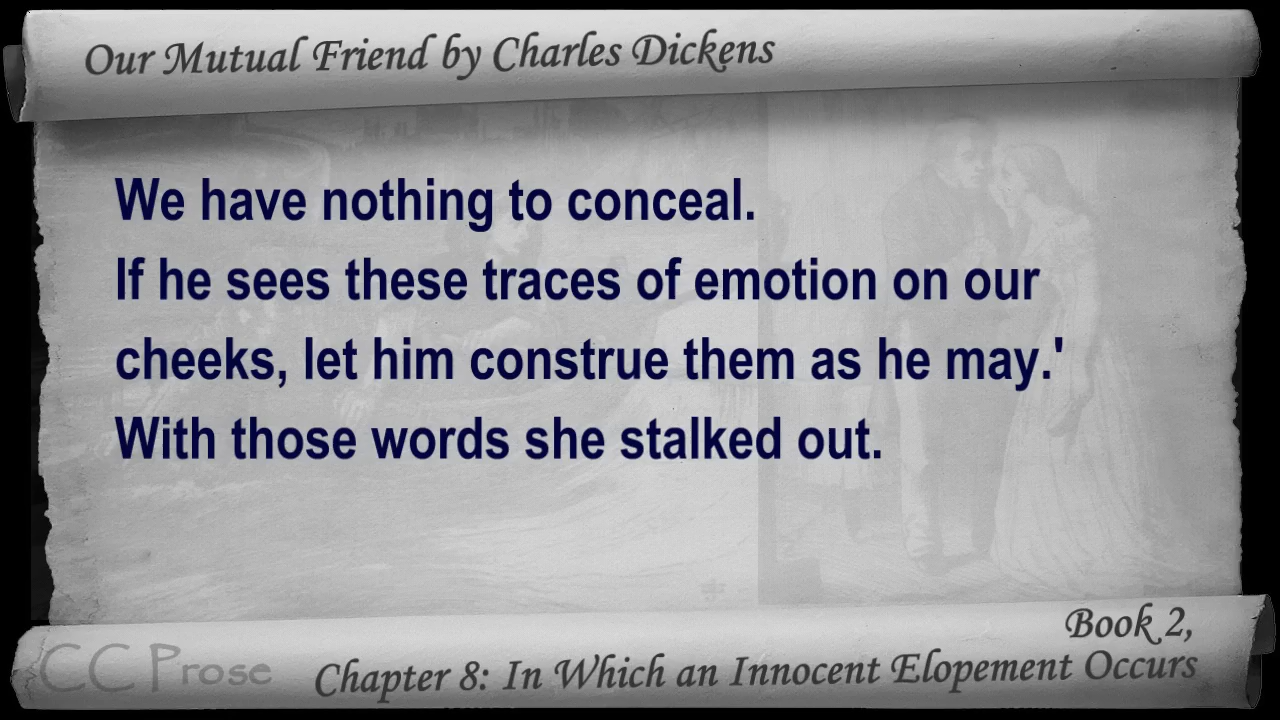 Our Mutual Friend by Charles Dickens
We have nothing to conceal.
If he sees these traces of emotion on our
cheeks, let him construe them as he may.'
With those words she stalked out.
Book 2,
CC Prose
Chapter 8: In Which an Innocent Elopement Occurs